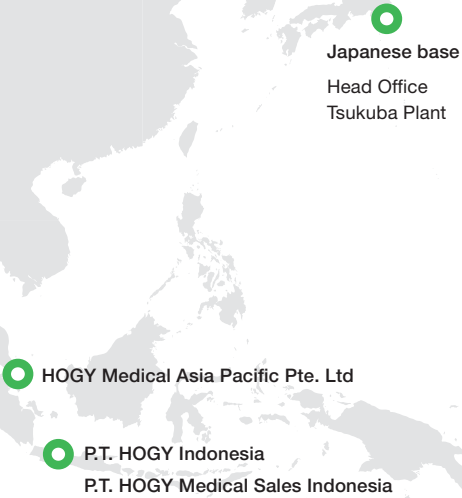 Japanese base
Head Office
Tsukuba Plant
HOGY Medical Asia Pacific Pte. Ltd
P.T. HOGY Indonesia
P.T. HOGY Medical Sales Indonesia